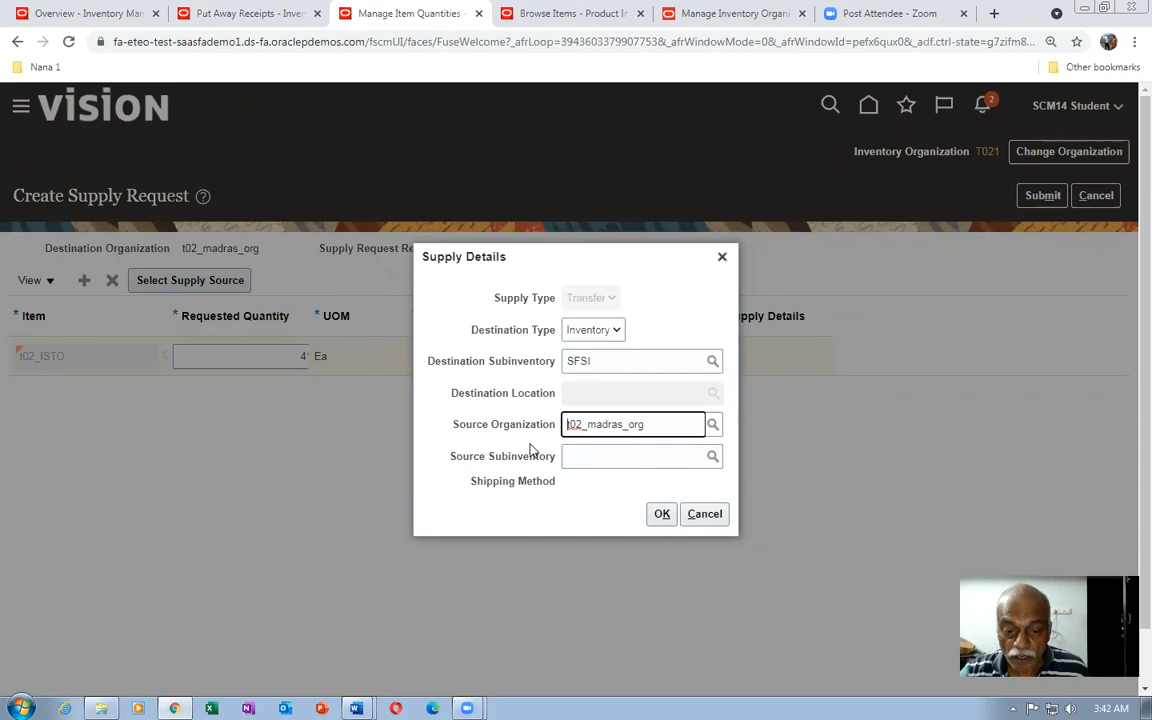 Overview - Inventory Man
Put Away Receipts - Inven
Manage Item Quantities -
Browse Items - Product In
Manage Inventory Organi
Post Attendee - Zoom
fa-eteo-test-saasfademo1.ds-fa.oraclepdemos.com/fscmUI/faces/FuseWelcome?_afrLoop=3943603379907753&_afrWindowMode=0&_afrWindowId=pefx6qux0&_adf.ctrl-state=g7zifm8...
Nana 1
Other bookmarks
vision
2
SCM14 Student
Inventory Organization T021
Change Organization
Create Supply Request
Submit
Cancel
Destination Organization t02_madras_org
Supply Request Re
View
Select Supply Source
* Item
* Requested Quantity
* UOM
pply Details
t02_ISTO
Ea
Supply Details
Supply Type Transfer
Destination Type Inventory
Destination Subinventory SFSI
Destination Location
Source Organization t02_madras_org
Source Subinventory
Shipping Method
OK
Cancel
3:42 AM